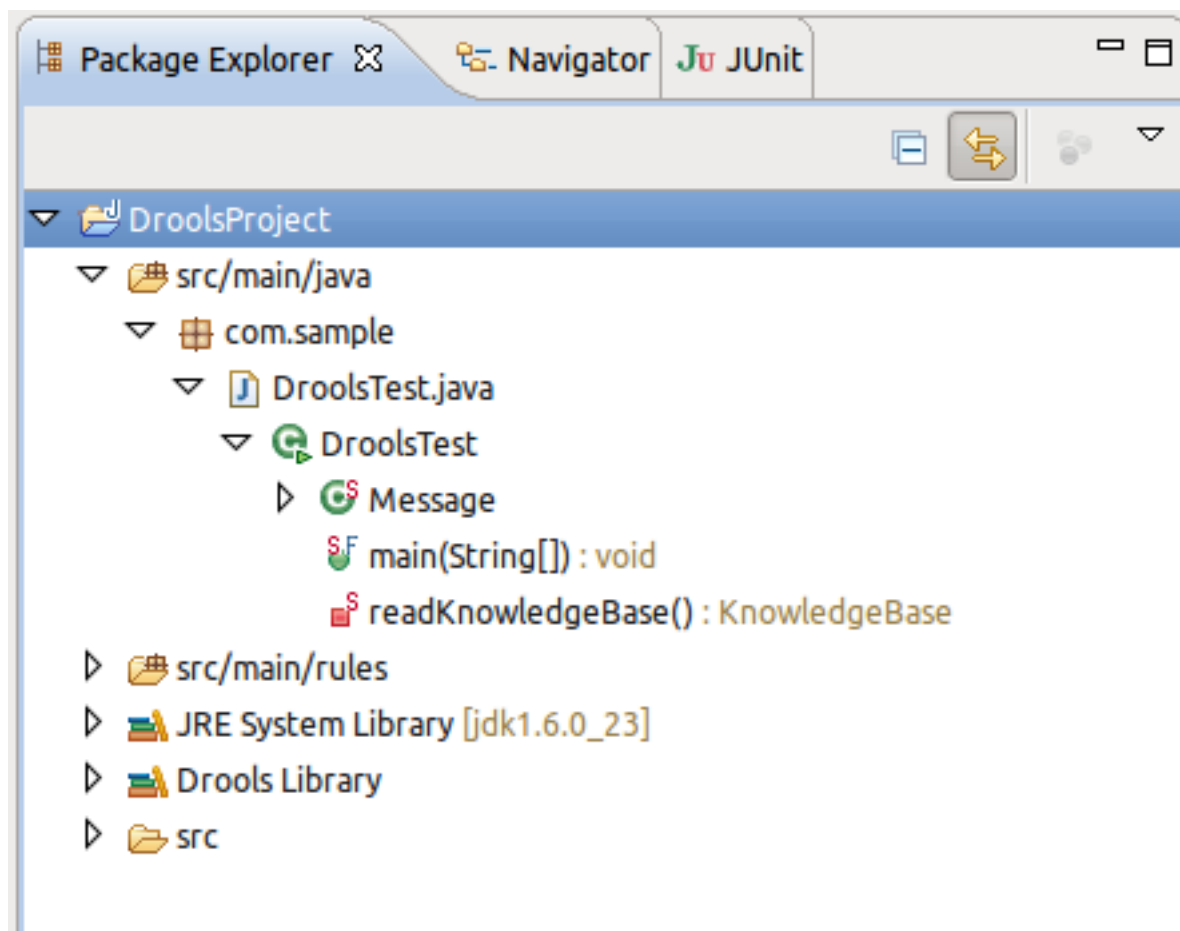 Package Explorer Navigator JU JUnit
DroolsProject
src/main/java
com.sample
DroolsTest.java
DroolsTest
Message
main(String[]) : void
readKnowledgeBase() : KnowledgeBase
src/main/rules
JRE System Library [jdk1.6.0_23]
Drools Library
src